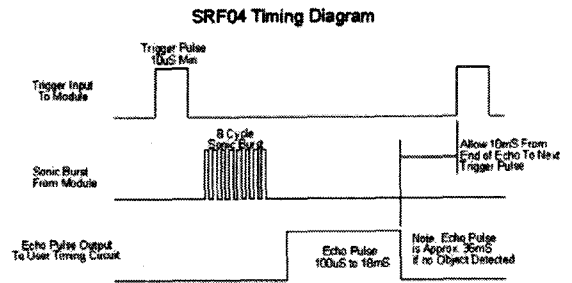 SRF04 Timing Diagram
Trigger Pulse
10uS Min
Trigger Input
To Module
8 Cycle
Sonic Burst
Allow 10mS From
End of Echo To Next
Trigger Pulse
Sonic Burst
From Module
Echo Pulse Output
To User Timing Circuit
Echo Pulse
100uS to 18mS
Note, Echo Pulse
is Approx. 36mS
if no Object Detected